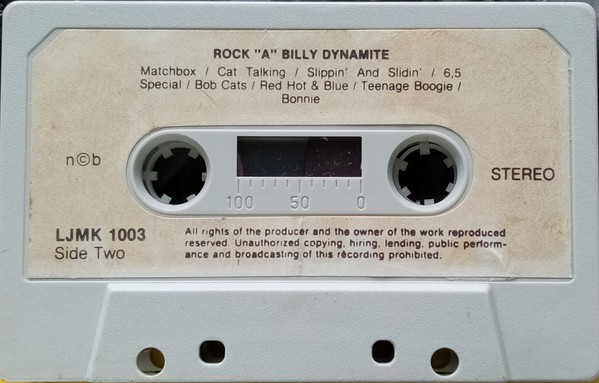 ROCK "A" BILLY DYNAMITE
Matchbox / Cat Talking / Slippin' And Slidin' / 6,5
Special / Bob Cats / Red Hot & Blue / Teenage Boogie /
Bonnie
n©b
STEREO
100 50 0
LJMK 1003
Side Two
All rights of the producer and the owner of the work reproduced
reserved. Unauthorized copying, hiring, lending, public perform-
ance and broadcasting of this recording prohibited.